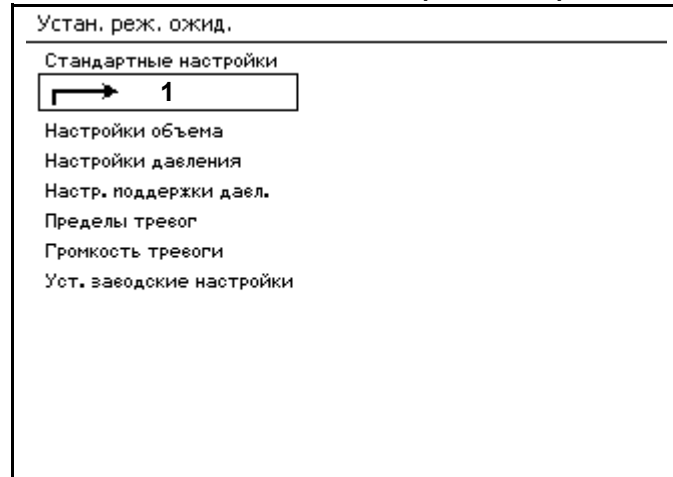 Устан. реж. ожид.
Стандартные настройки
1
Настройки объема
Настройки давления
Настр. поддержки давл.
Пределы тревог
Громкость тревоги
Уст. заводские настройки